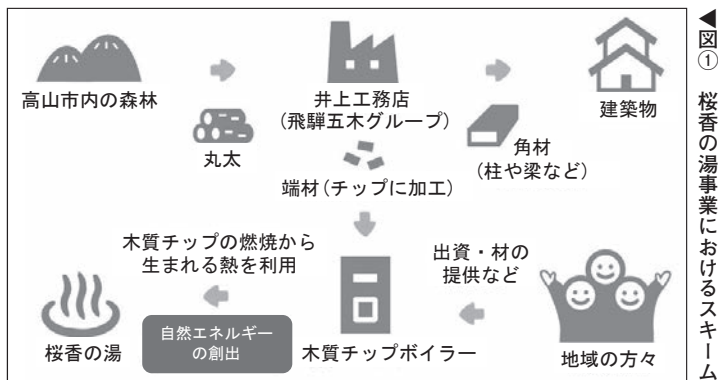 高山市内の森林
丸太
井上工務店
(飛騨五木グループ)
端材(チップに加工)
角材
(柱や梁など)
建築物
木質チップの燃焼から
生まれる熱を利用
出資・材の
提供など
桜香の湯
自然エネルギー
の創出
木質チップボイラー
地域の方々
◀図① 桜香の湯事業におけるスキーム